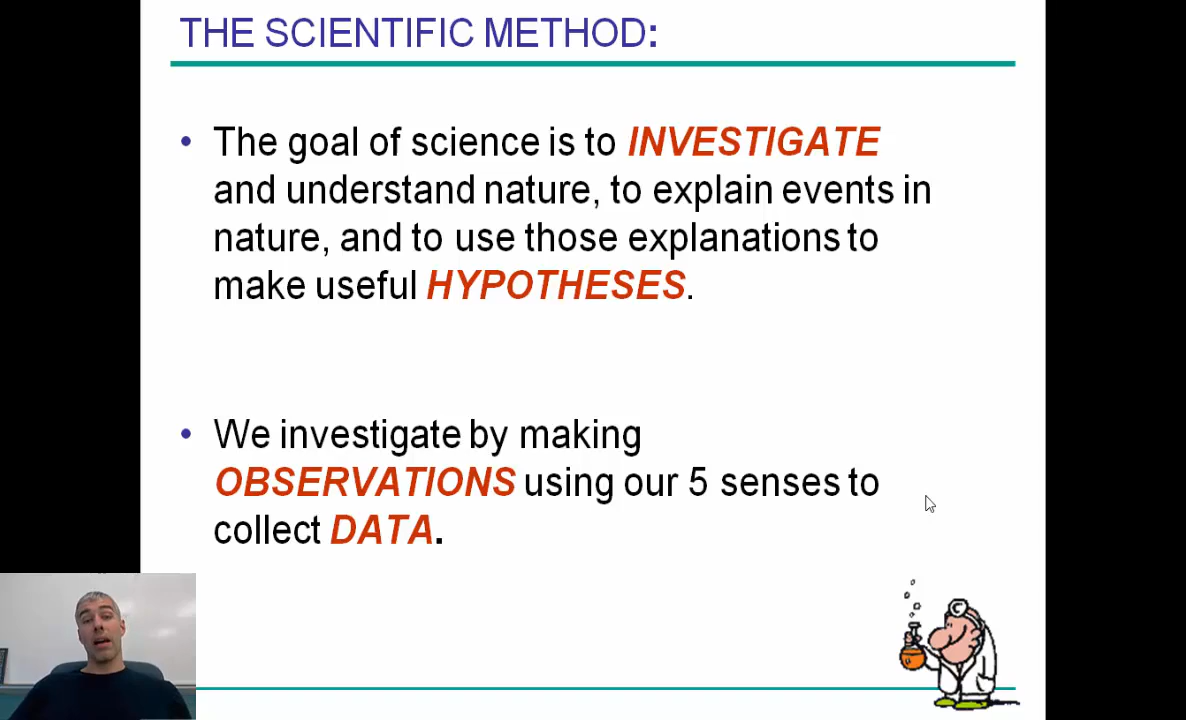 THE SCIENTIFIC METHOD:
• The goal of science is to INVESTIGATE
and understand nature, to explain events in
nature, and to use those explanations to
make useful HYPOTHESES.
• We investigate by making
OBSERVATIONS using our 5 senses to
collect DATA.